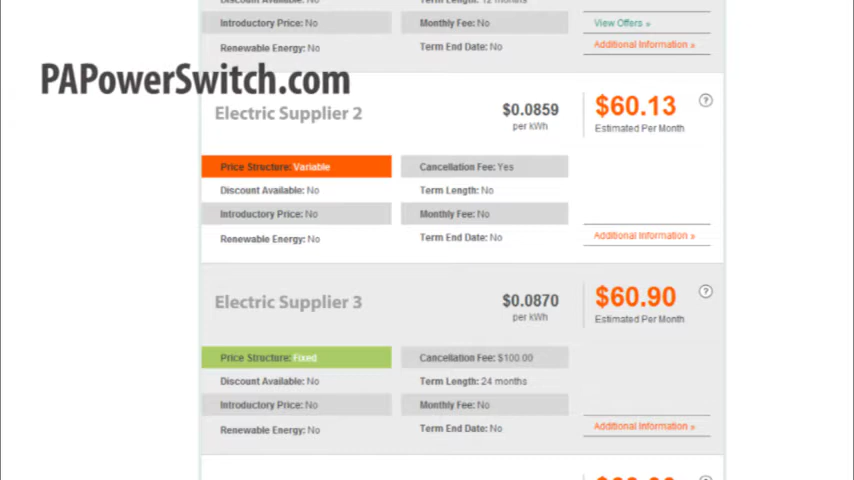 Introductory Price: No
Monthly Fee: No
View Offers »
Renewable Energy: No
Term End Date: No
Additional Information »
PAPowerSwitch.com
Electric Supplier 2
$0.0859
per kWh
$60.13
?
Estimated Per Month
Price Structure: Variable
Cancellation Fee: Yes
Discount Available: No
Term Length: No
Introductory Price: No
Monthly Fee: No
Renewable Energy: No
Term End Date: No
Additional Information »
Electric Supplier 3
$0.0870
per kWh
$60.90
?
Estimated Per Month
Price Structure: Fixed
Cancellation Fee: $100.00
Discount Available: No
Term Length: 24 months
Introductory Price: No
Monthly Fee: No
Renewable Energy: No
Term End Date: No
Additional Information »